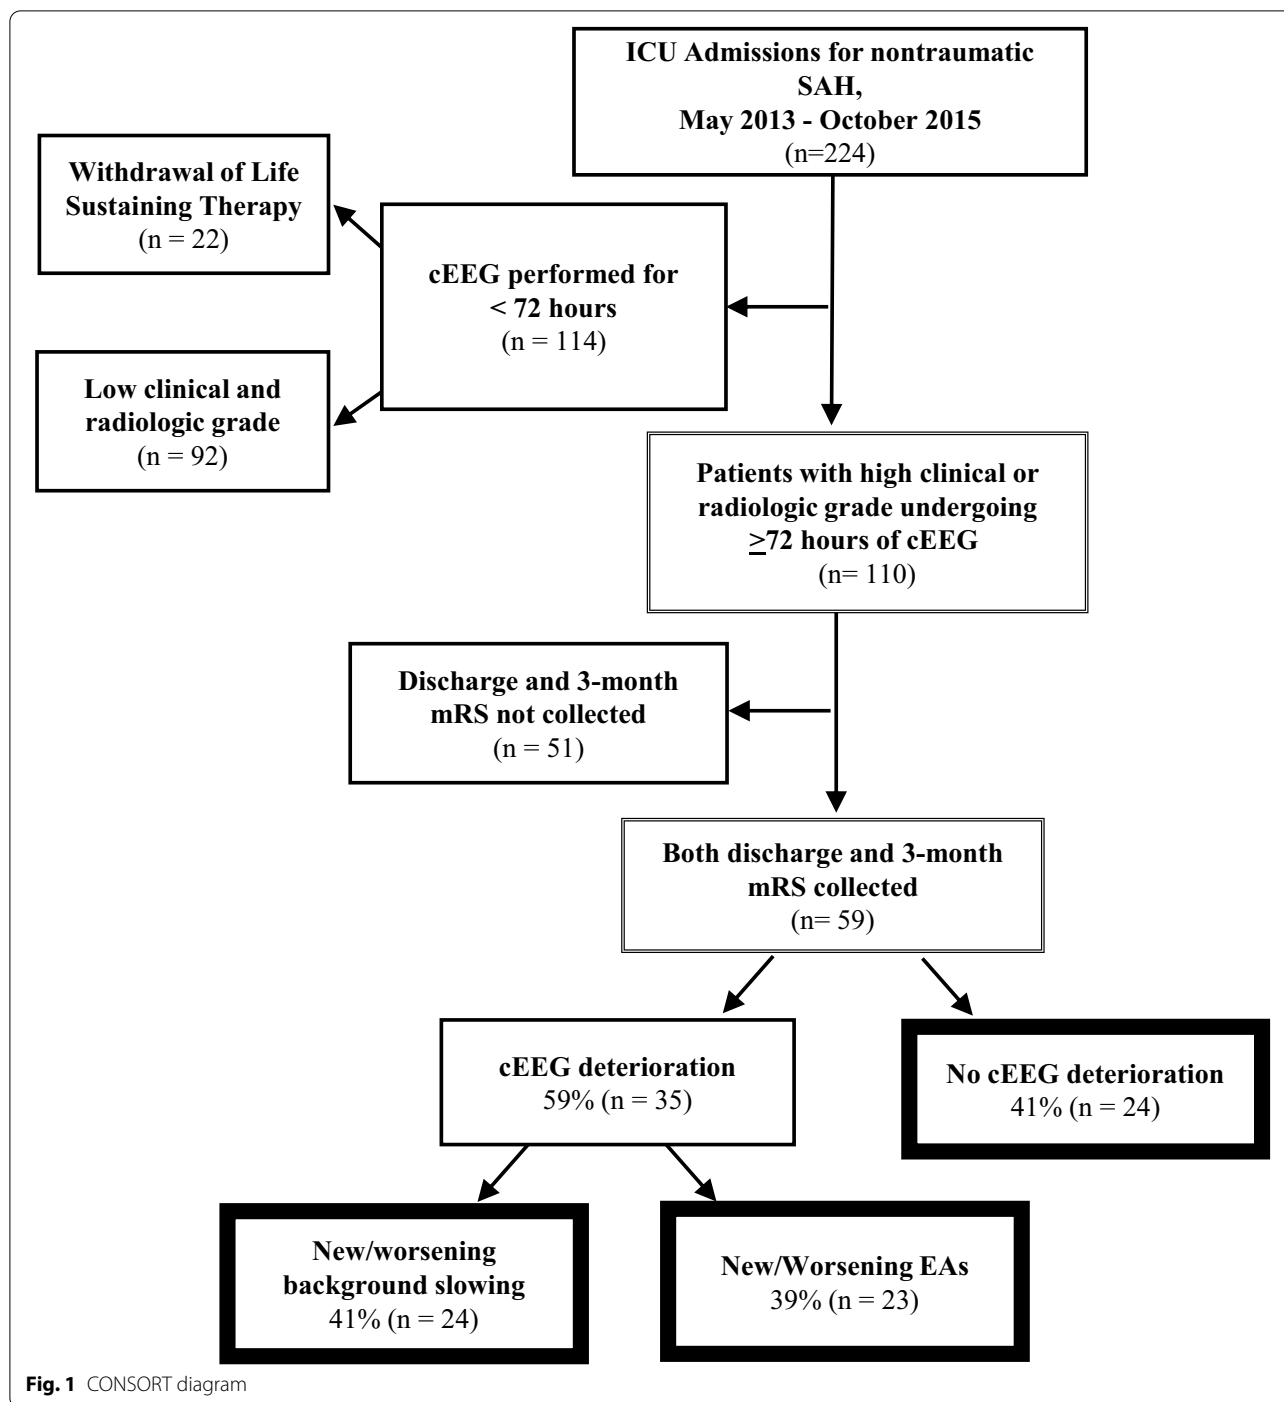 ICU Admissions for nontraumatic
SAH,
May 2013 - October 2015
(n=224)
Withdrawal of Life
Sustaining Therapy
(n = 22)
cEEG performed for
< 72 hours
(n = 114)
Low clinical and
radiologic grade
(n = 92)
Patients with high clinical or
radiologic grade undergoing
≥72 hours of cEEG
(n= 110)
Discharge and 3-month
mRS not collected
(n = 51)
Both discharge and 3-month
mRS collected
(n= 59)
cEEG deterioration
59% (n = 35)
No cEEG deterioration
41% (n = 24)
New/worsening
background slowing
41% (n = 24)
New/Worsening EAs
39% (n = 23)
Fig. 1 CONSORT diagram